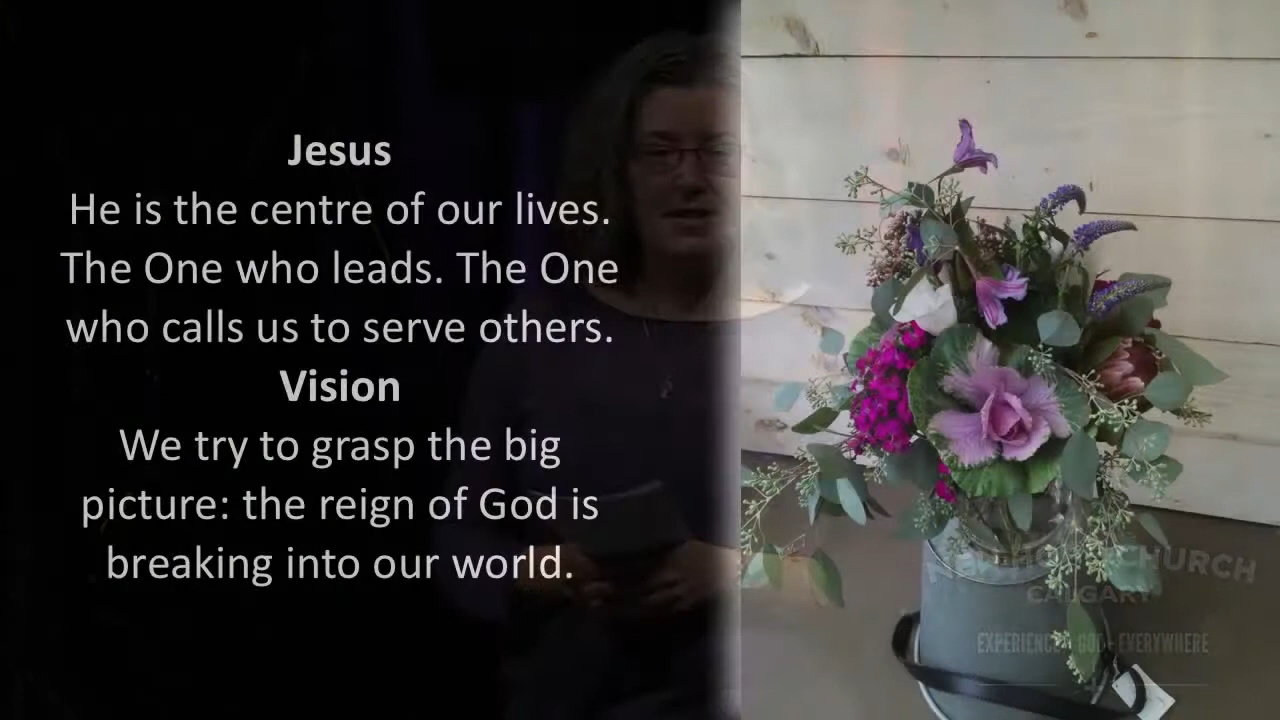 Jesus
He is the centre of our lives.
The One who leads. The One
who calls us to serve others.
Vision
We try to grasp the big
picture: the reign of God is
breaking into our world.
CHURCH
CALGARY
EXPERIENCE GOD EVERYWHERE